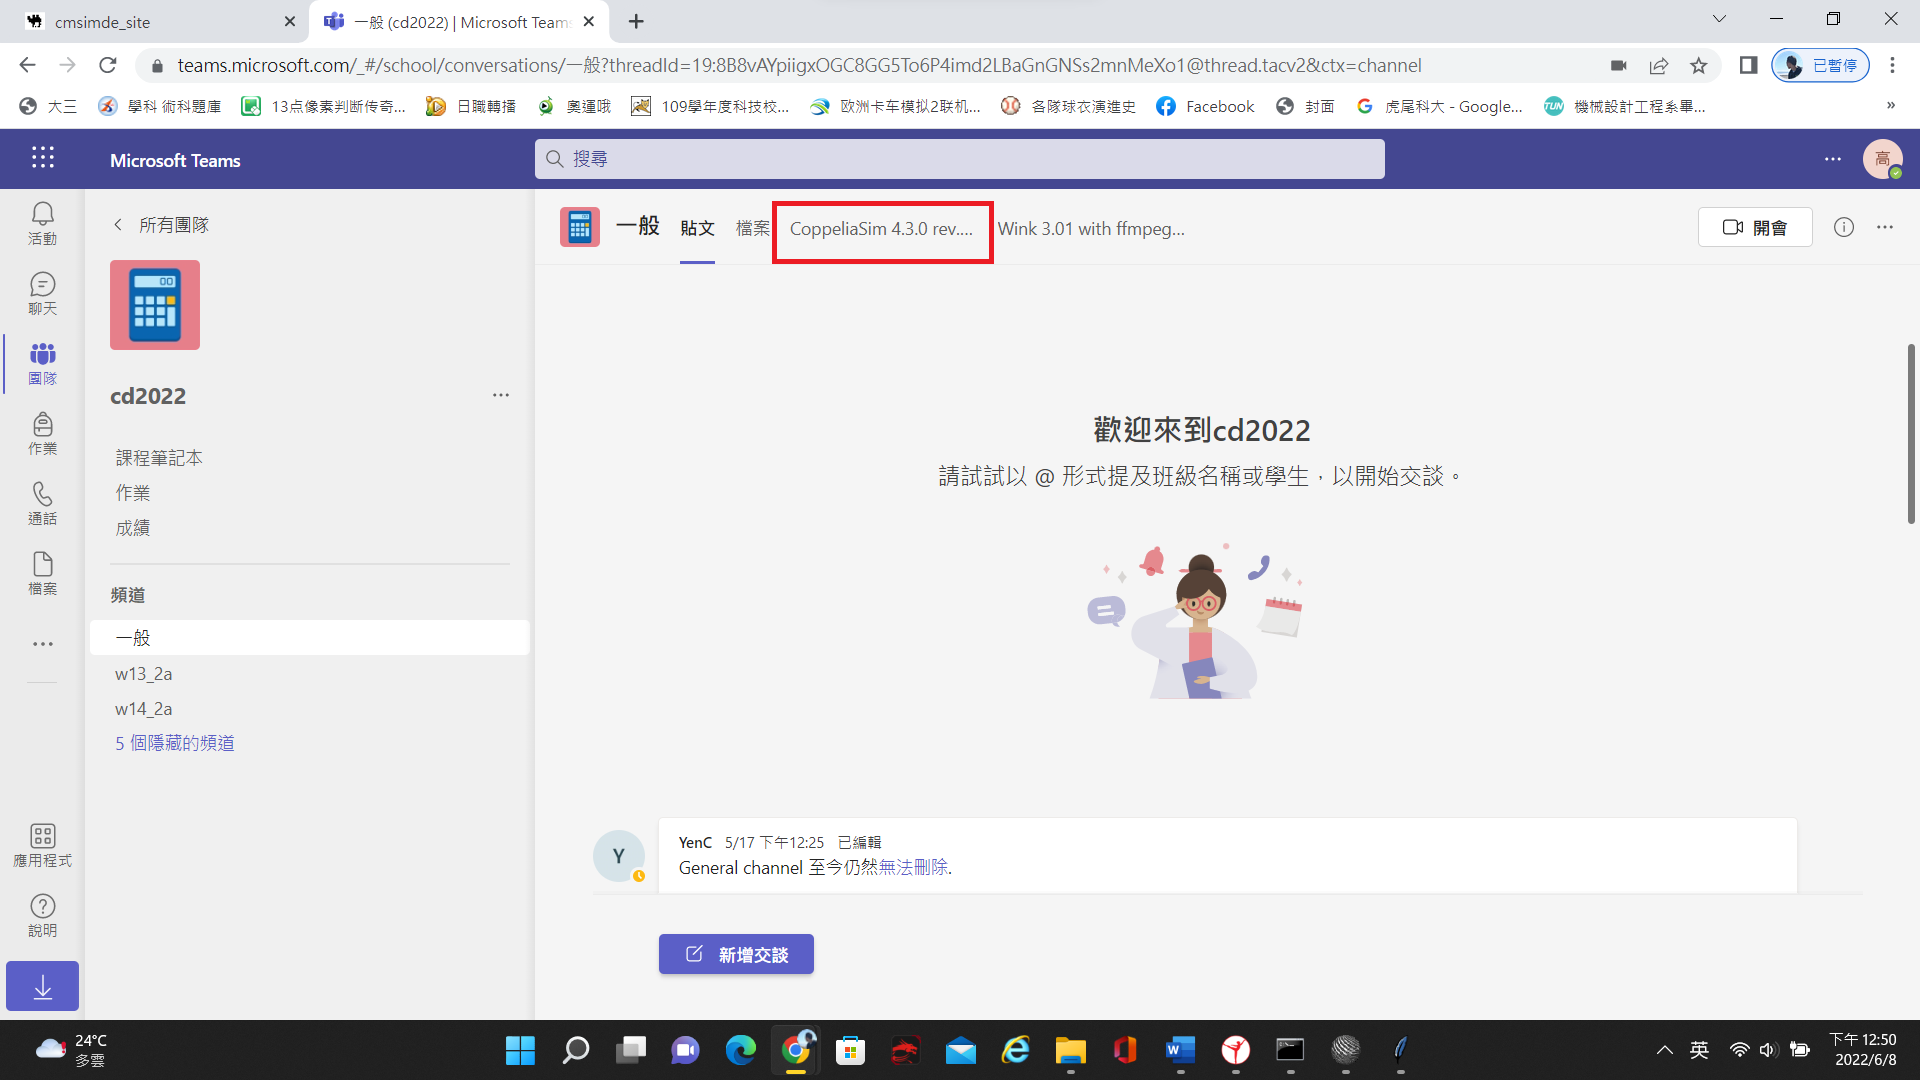 cmsimde_site
一般 (cd2022) | Microsoft Teams
teams.microsoft.com/_#/school/conversations/一般?threadId=19:8B8vAYpiigxOGC8GG5To6P4imd2LBaGnGNSs2mnMeXo1@thread.tacv2&ctx=channel
已暫停
大三
學科 術科題庫
13点像素判断传奇...
日職轉播
奧運哦
109學年度科技校...
欧洲卡车模拟2联机...
各隊球衣演進史
Facebook
封面
虎尾科大 - Google...
機械設計工程系畢...
»
Microsoft Teams
搜尋
高
活動
聊天
團隊
作業
通話
檔案
應用程式
說明
所有團隊
cd2022
課程筆記本
作業
成績
頻道
一般
w13_2a
w14_2a
5 個隱藏的頻道
一般
貼文
檔案
CoppeliaSim 4.3.0 rev....
Wink 3.01 with ffmpeg...
開會
歡迎來到cd2022
請試試以 @ 形式提及班級名稱或學生，以開始交談。
Y
YenC 5/17 下午12:25 已編輯
General channel 至今仍然無法刪除.
新增交談
24°C
多雲
英
下午 12:50
2022/6/8